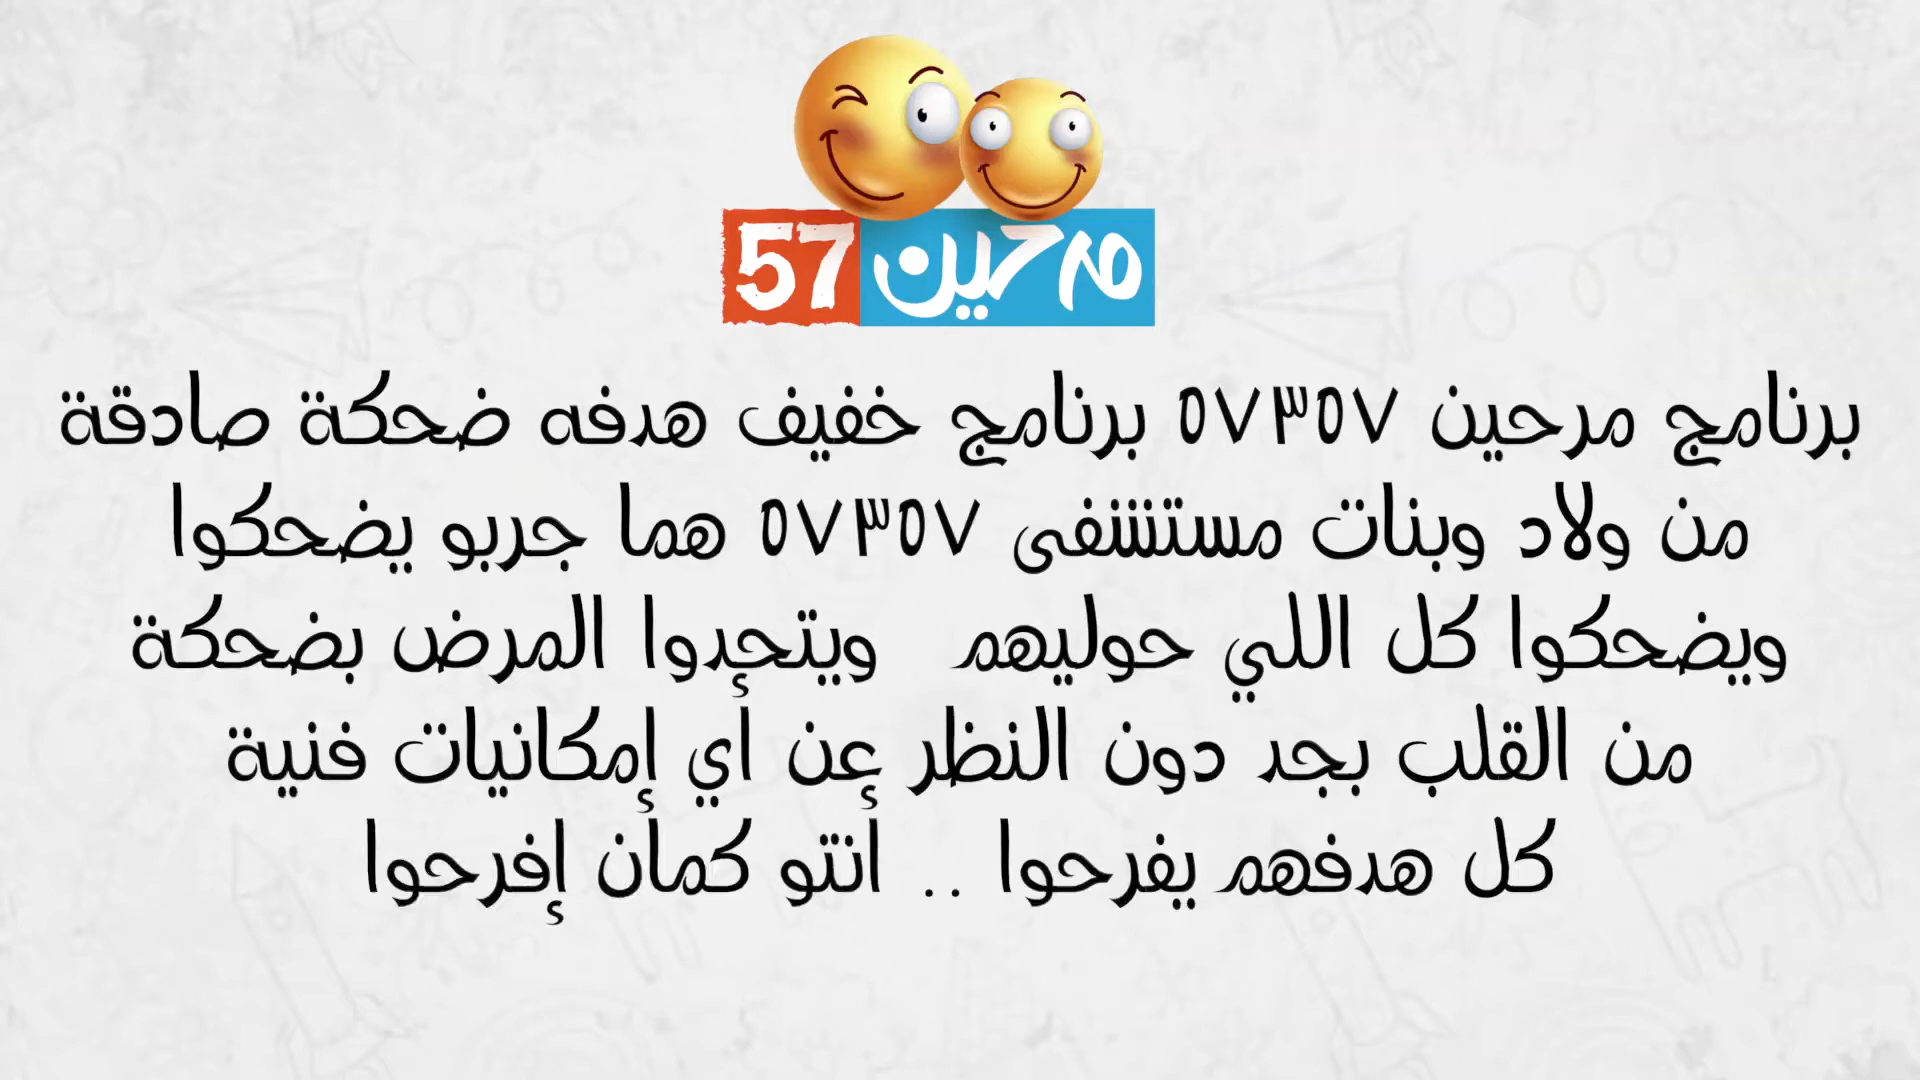 مرحين 57
برنامج مرحين ٥٧٣٥٧ برنامج خفيف هدفه ضحكة صادقة
من ولاد وبنات مستشفى ٥٧٣٥٧ هما جربو يضحكوا
ويضحكوا كل اللي حوليهم ويتحدوا المرض بضحكة
من القلب بجد دون النظر عن أي إمكانيات فنية
كل هدفهم يفرحوا .. أنتو كمان إفرحوا